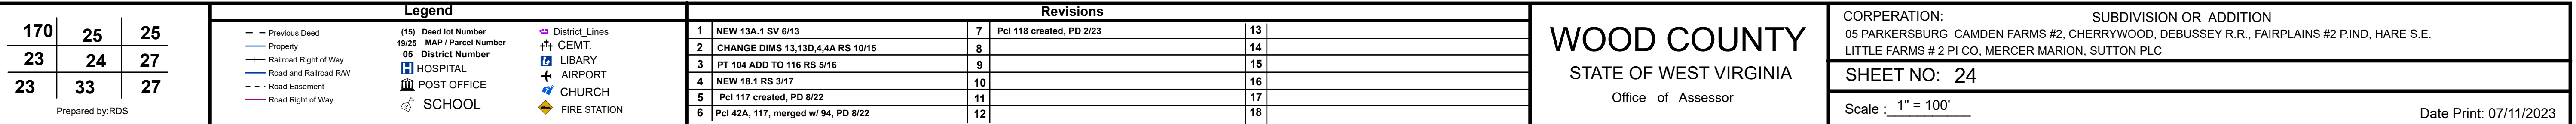 170 25 25
23 24 27
23 33 27
Prepared by:RDS
Legend
Previous Deed
Property
Railroad Right of Way
Road and Railroad R/W
Road Easement
Road Right of Way
(15) Deed lot Number
19/25 MAP / Parcel Number
05 District Number
HOSPITAL
POST OFFICE
SCHOOL
District_Lines
CEMT.
LIBARY
AIRPORT
CHURCH
FIRE STATION
Revisions
1 NEW 13A.1 SV 6/13
2 CHANGE DIMS 13,13D,4,4A RS 10/15
3 PT 104 ADD TO 116 RS 5/16
4 NEW 18.1 RS 3/17
5 Pcl 117 created, PD 8/22
6 Pcl 42A, 117, merged w/ 94, PD 8/22
7 Pcl 118 created, PD 2/23
8
9
10
11
12
13
14
15
16
17
18
WOOD COUNTY
STATE OF WEST VIRGINIA
Office of Assessor
CORPERATION: SUBDIVISION OR ADDITION
05 PARKERSBURG CAMDEN FARMS #2, CHERRYWOOD, DEBUSSEY R.R., FAIRPLAINS #2 P.IND, HARE S.E.
LITTLE FARMS # 2 PI CO, MERCER MARION, SUTTON PLC
SHEET NO: 24
Scale : 1" = 100'
Date Print: 07/11/2023